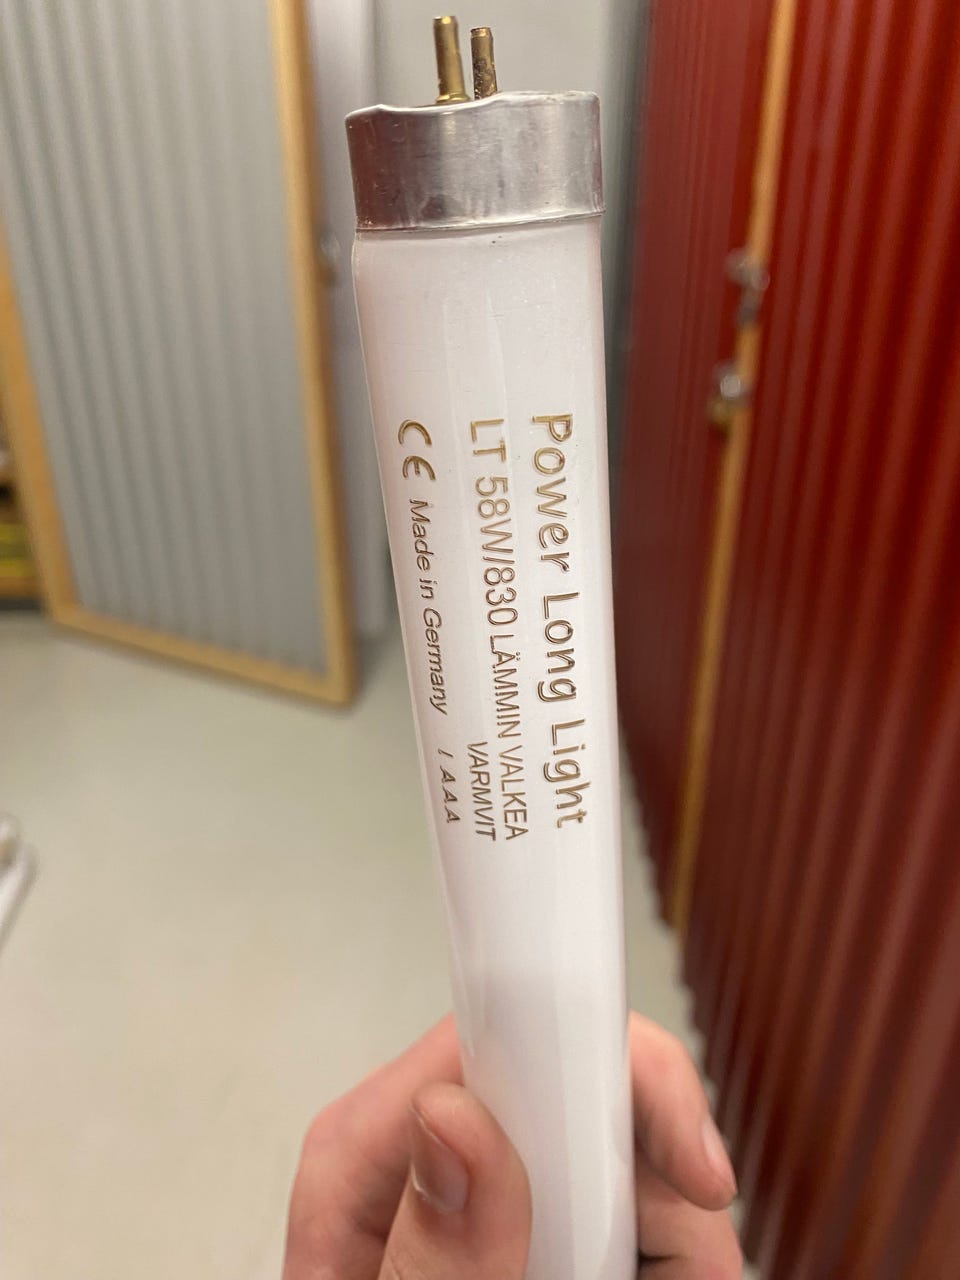 Power Long Light
LT 58W/830 LÄMMIN VALKEA
VARMVIT
CE Made in Germany / A.A.A